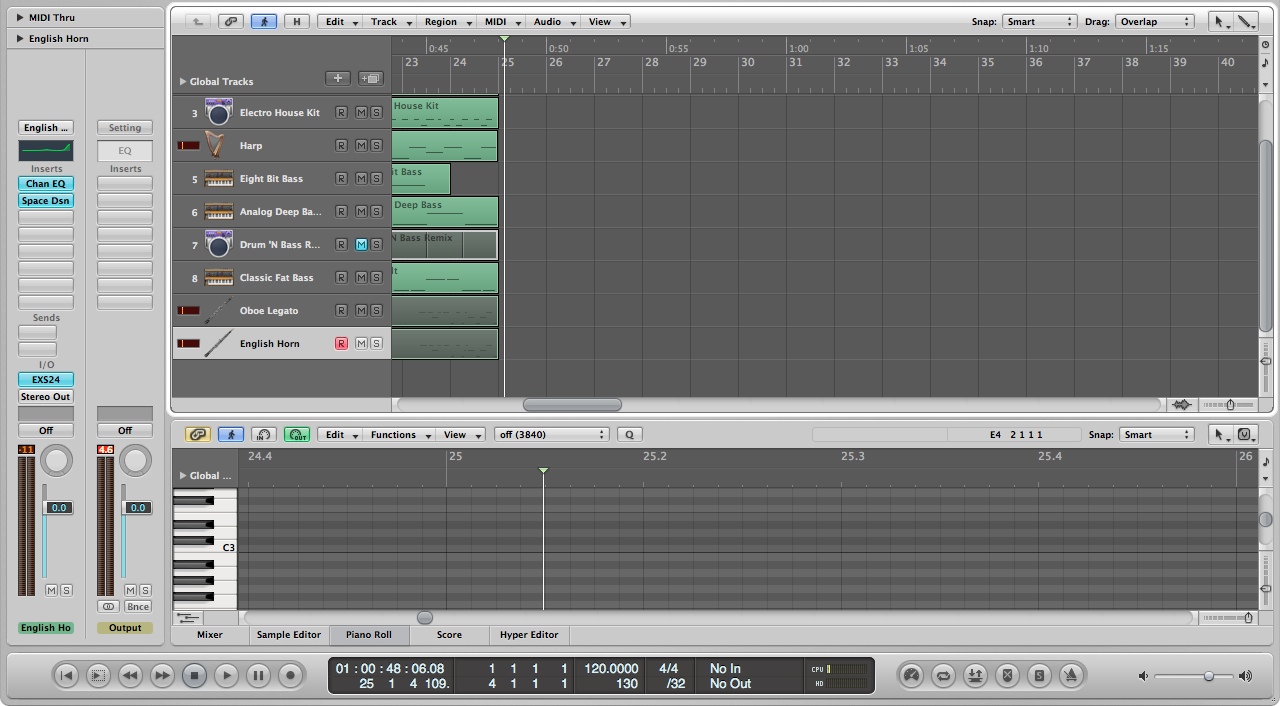 MIDI Thru
English Horn
English ...
Setting
EQ
Inserts
Inserts
Chan EQ
Space Dsn
Sends
I/O
EXS24
Stereo Out
Off
Off
-11
4.6
0.0
0.0
M S
M S
Bnce
English Ho
Output
H
Edit
Track
Region
MIDI
Audio
View
Snap: Smart
Drag: Overlap
0:45 0:50 0:55 1:00 1:05 1:10 1:15
23 24 25 26 27 28 29 30 31 32 33 34 35 36 37 38 39 40
Global Tracks
3 Electro House Kit R M S
House Kit
Harp R M S
5 Eight Bit Bass R M S
it Bass
6 Analog Deep Ba... R M S
Deep Bass
7 Drum 'N Bass R... R M S
N Bass Remix
8 Classic Fat Bass R M S
lt
Oboe Legato R M S
English Horn R M S
IN
OUT
Edit
Functions
View
off (3840)
Q
E4 2 1 1 1
Snap: Smart
24.4 25 25.2 25.3 25.4 26
Global ...
C3
Mixer
Sample Editor
Piano Roll
Score
Hyper Editor
01 : 00 : 48 : 06.08 1 1 1 1 120.0000 4/4 No In CPU
25 1 4 109. 4 1 1 1 130 /32 No Out HD
S